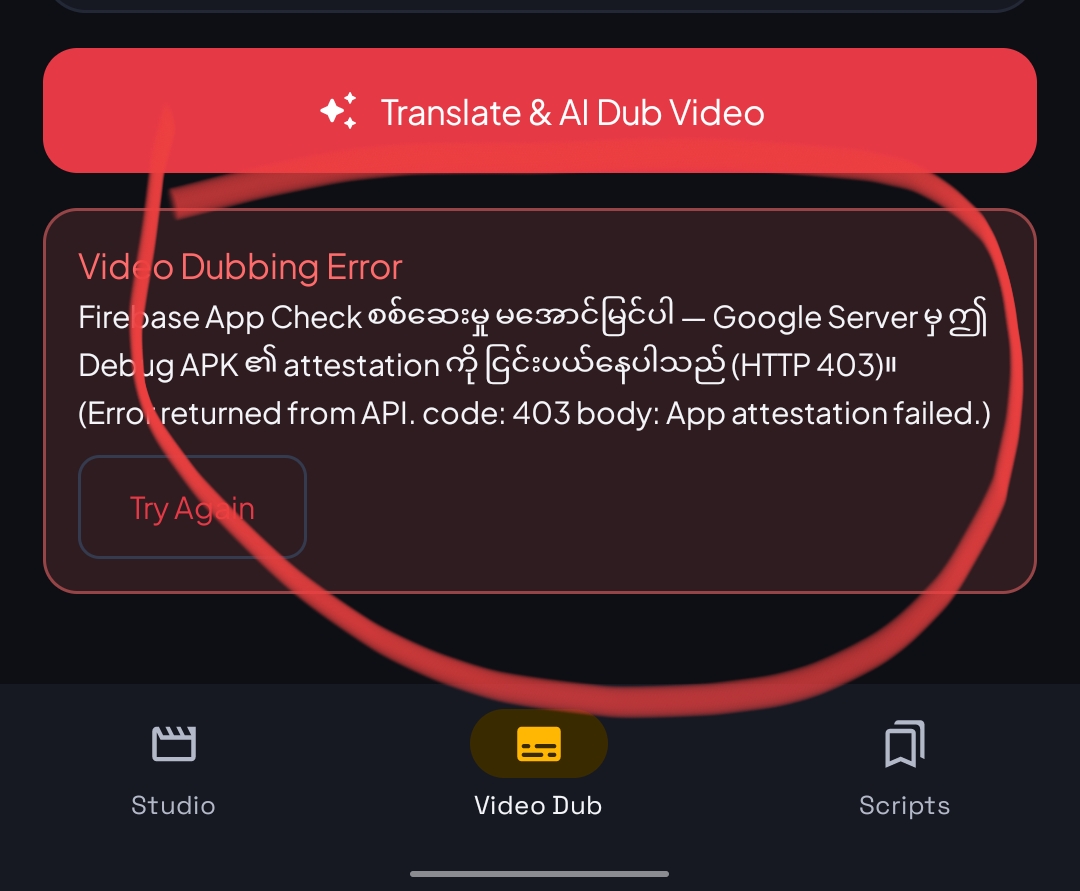 Translate & AI Dub Video
Video Dubbing Error
Firebase App Check စစ်ဆေးမှု မအောင်မြင်ပါ — Google Server မှ ဤ
Debug APK ၏ attestation ကို ငြင်းပယ်နေပါသည် (HTTP 403)။
(Error returned from API. code: 403 body: App attestation failed.)
Try Again
Studio
Video Dub
Scripts